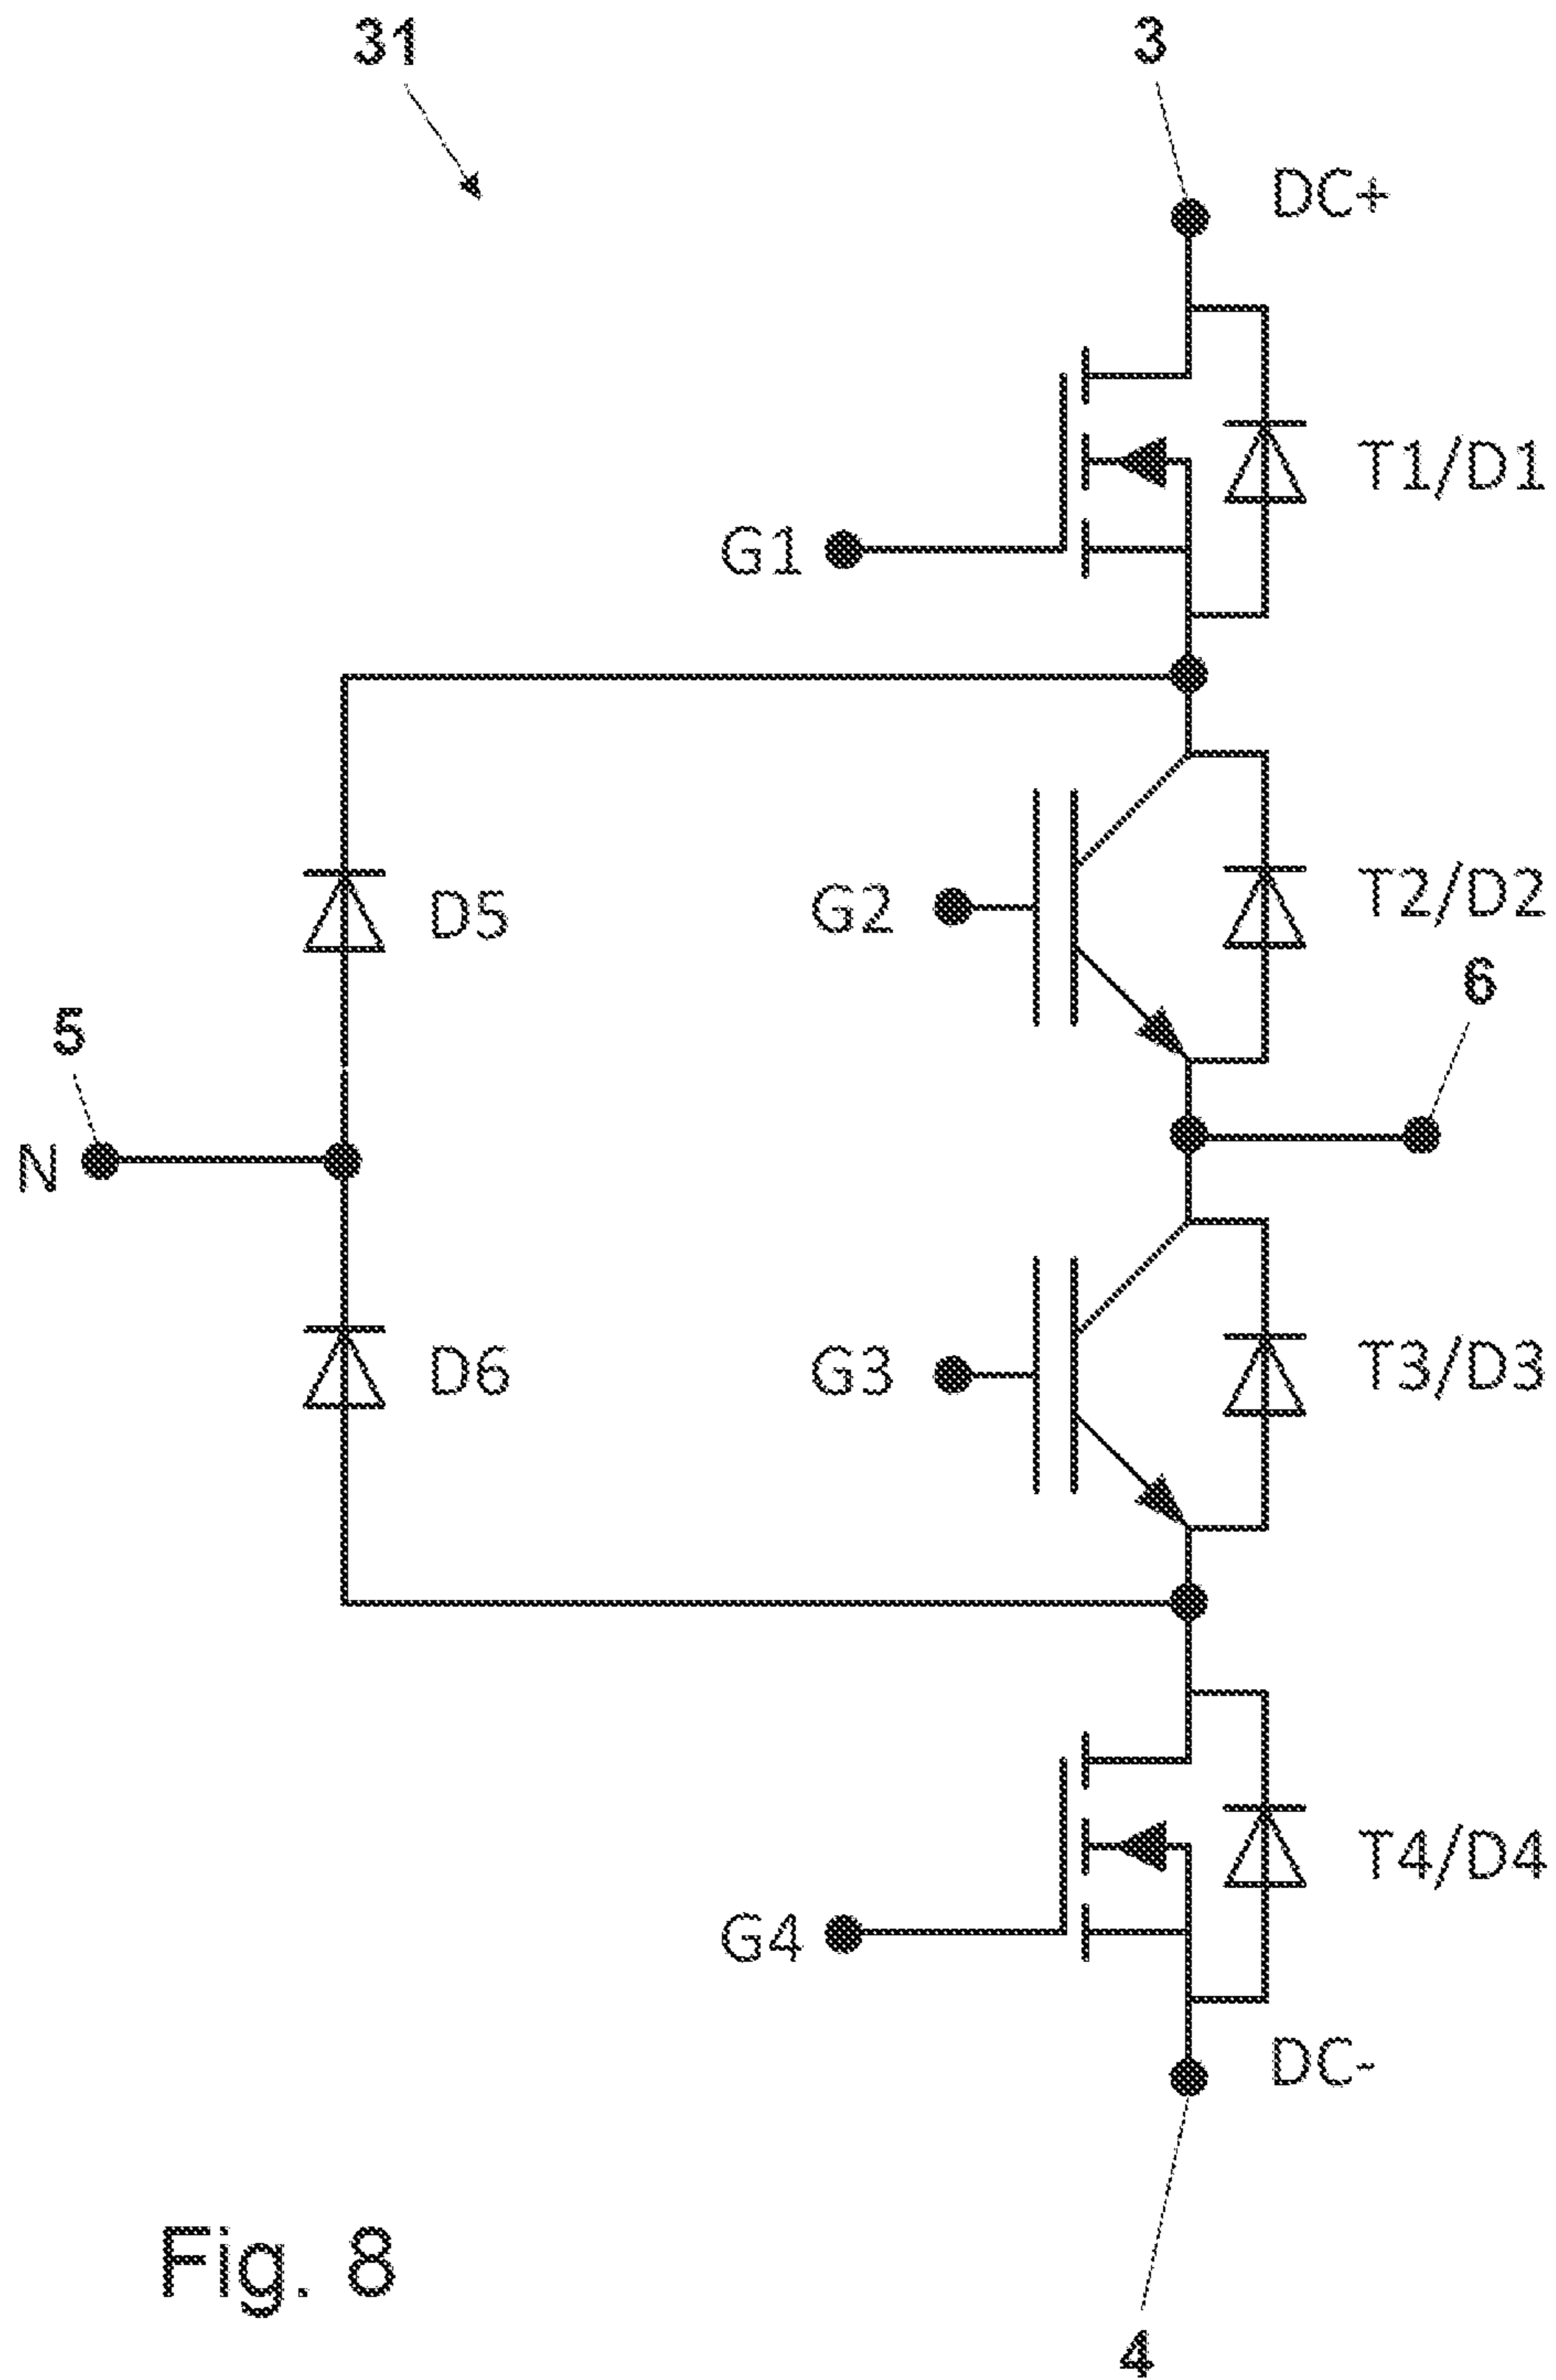 31
3
DC+
T1/D1
G1
D5
G2
T2/D2
6
5
N
D6
G3
T3/D3
G4
T4/D4
DC-
Fig. 8
4